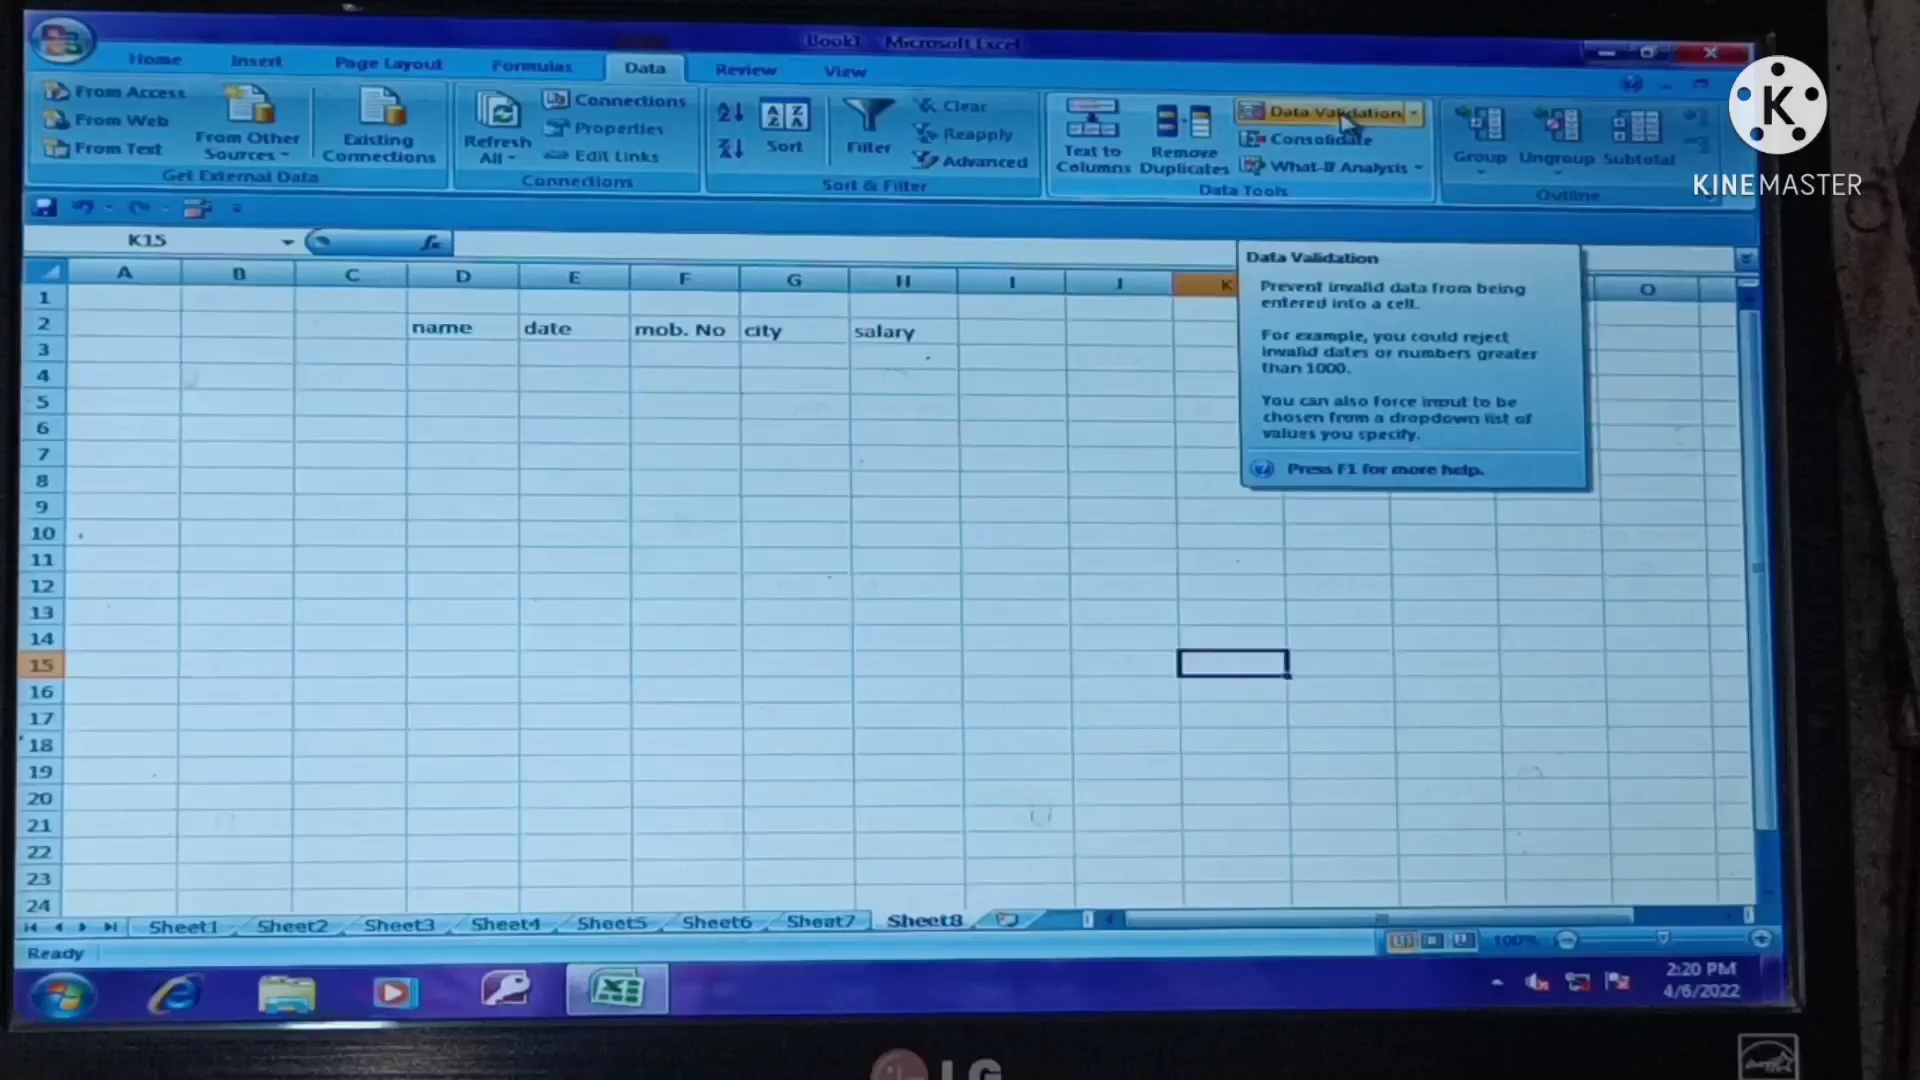 Book1 - Microsoft Excel
Home Insert Page Layout Formulas Data Review View
From Access
From Web
From Text
From Other Sources
Existing Connections
Get External Data
Refresh All
Connections
Properties
Edit Links
Connections
Sort
Filter
Clear
Reapply
Advanced
Sort & Filter
Text to Columns
Remove Duplicates
Data Validation
Consolidate
What-If Analysis
Data Tools
Group
Ungroup
Subtotal
Outline
KINEMASTER
K15
fx
A B C D E F G H I J K O
1
2 name date mob. No city salary
3
4
5
6
7
8
9
10
11
12
13
14
15
16
17
18
19
20
21
22
23
24
Data Validation
Prevent invalid data from being
entered into a cell.
For example, you could reject
invalid dates or numbers greater
than 1000.
You can also force input to be
chosen from a dropdown list of
values you specify.
Press F1 for more help.
Sheet1 Sheet2 Sheet3 Sheet4 Sheet5 Sheet6 Sheet7 Sheet8
Ready
100%
2:20 PM
4/6/2022
LG